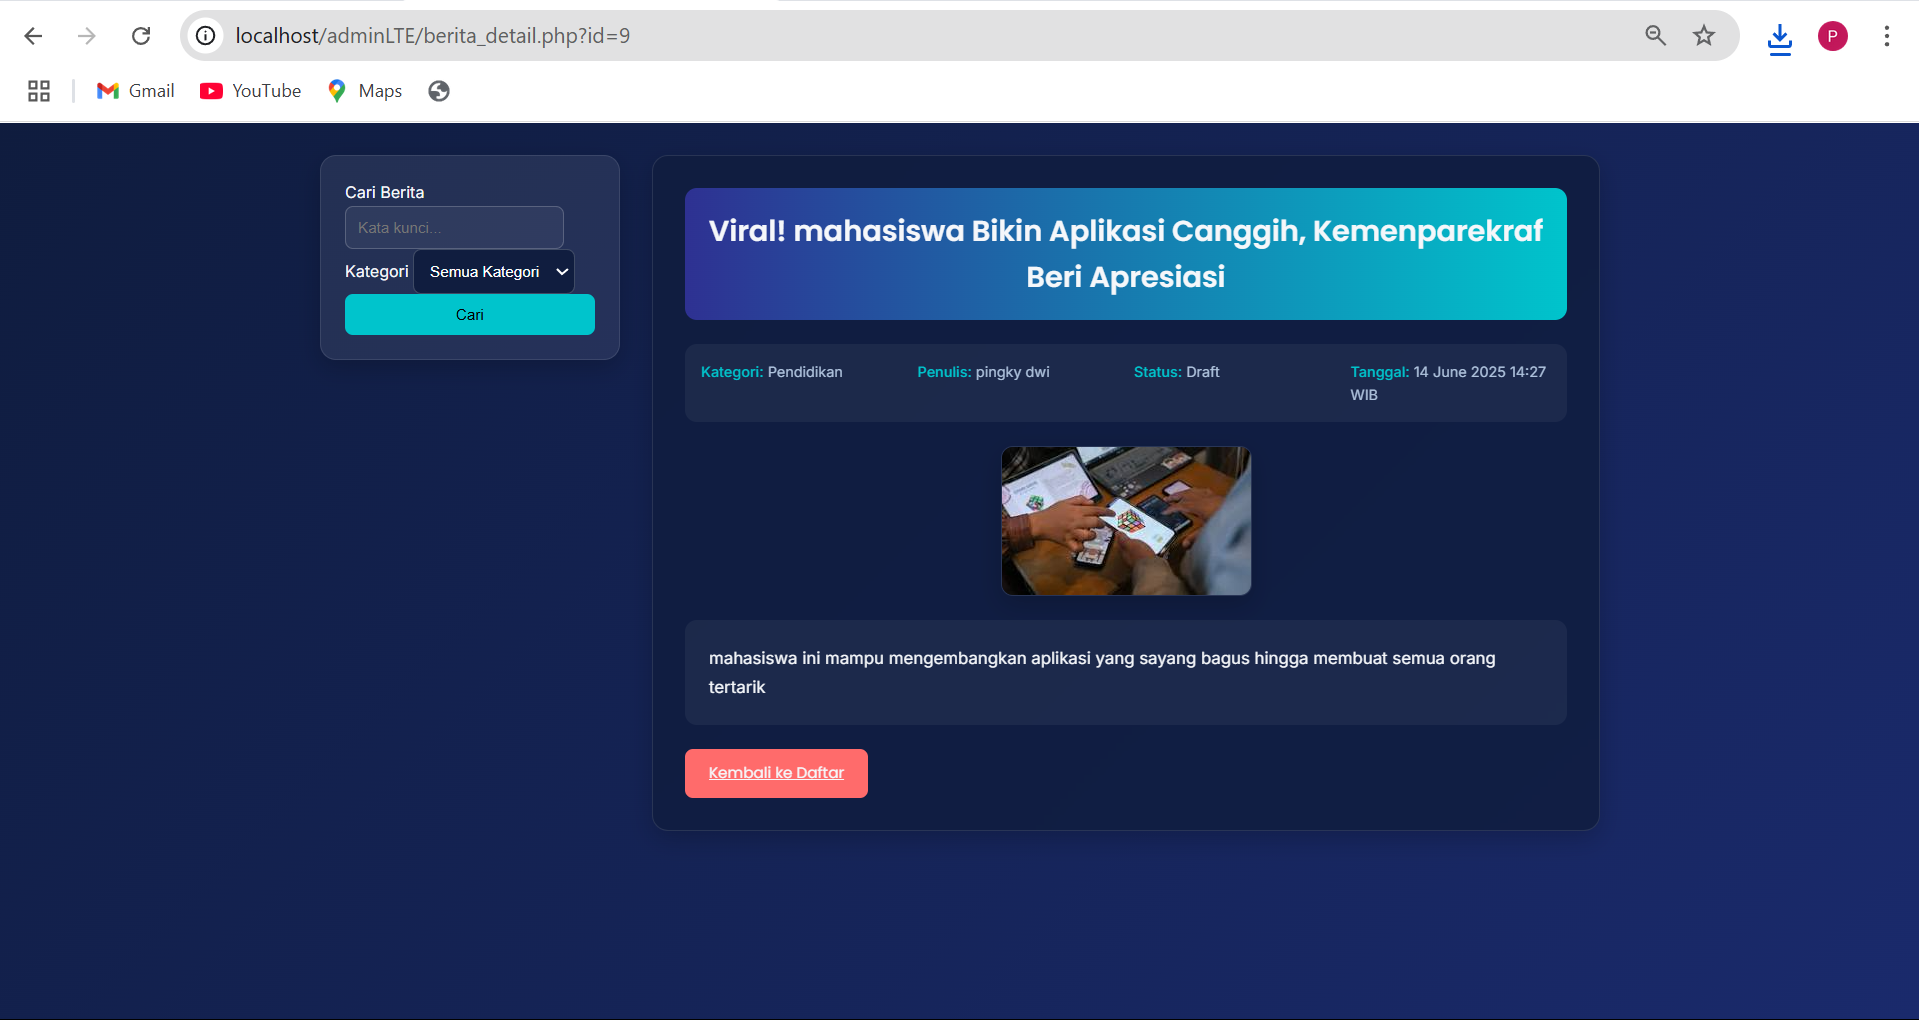 localhost/adminLTE/berita_detail.php?id=9
P
Gmail
YouTube
Maps
Cari Berita
Kata kunci...
Kategori
Semua Kategori
Cari
Viral! mahasiswa Bikin Aplikasi Canggih, Kemenparekraf
Beri Apresiasi
Kategori: Pendidikan
Penulis: pingky dwi
Status: Draft
Tanggal: 14 June 2025 14:27
WIB
mahasiswa ini mampu mengembangkan aplikasi yang sayang bagus hingga membuat semua orang
tertarik
Kembali ke Daftar